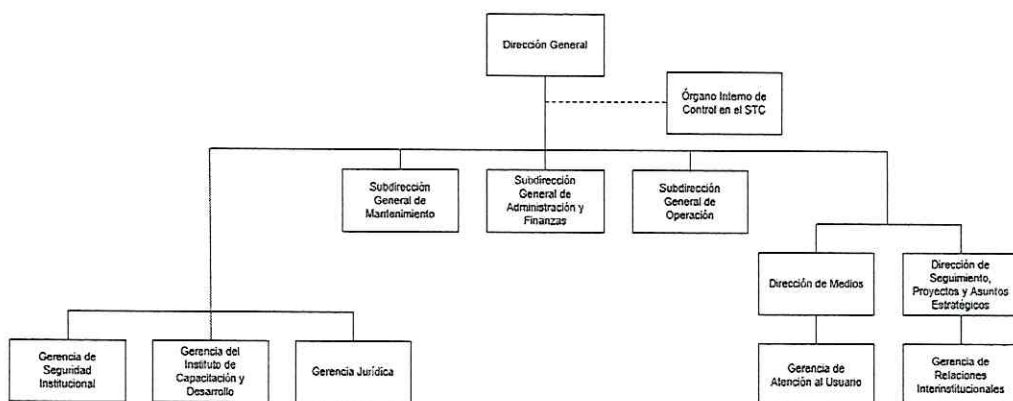 Dirección General
Órgano Interno de
Control en el STC
Subdirección
General de
Mantenimiento
Subdirección
General de
Administración y
Finanzas
Subdirección
General de
Operación
Dirección de Medios
Dirección de
Seguimiento,
Proyectos y Asuntos
Estratégicos
Gerencia de
Seguridad
Institucional
Gerencia del
Instituto de
Capacitación y
Desarrollo
Gerencia Jurídica
Gerencia de
Atención al Usuario
Gerencia de
Relaciones
Interinstitucionales